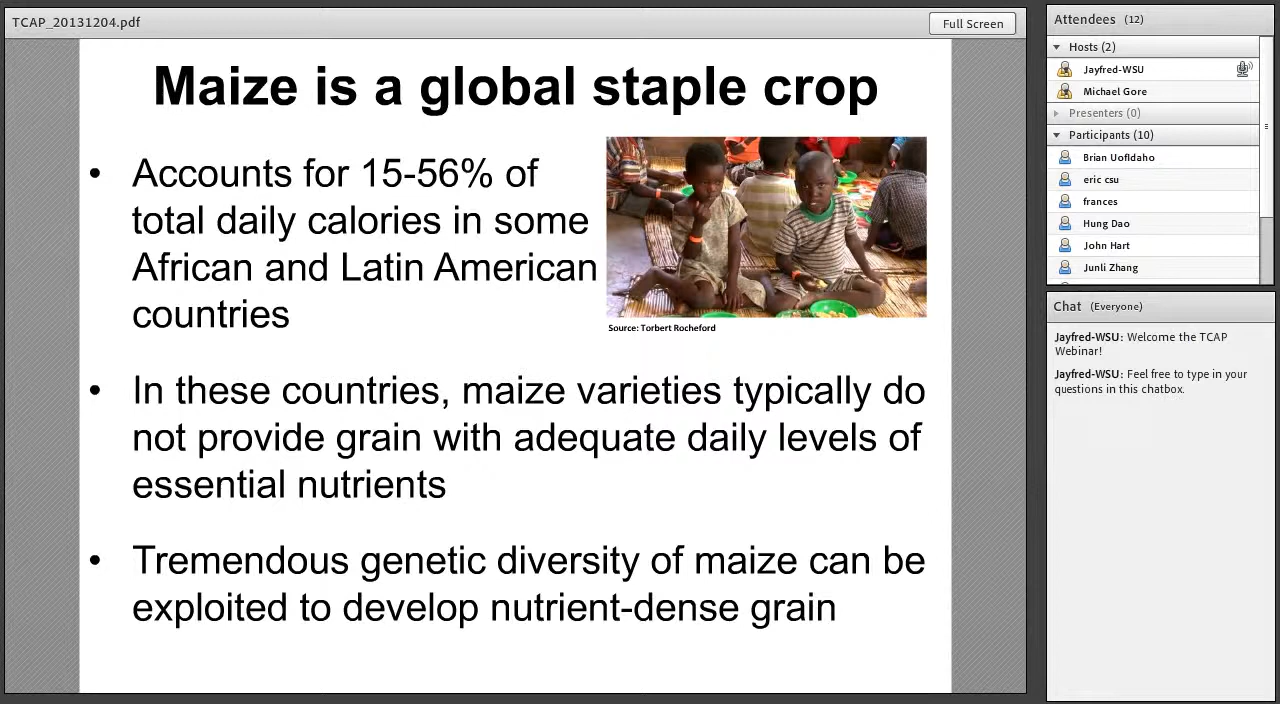 TCAP_20131204.pdf
Full Screen
Maize is a global staple crop
• Accounts for 15-56% of
total daily calories in some
African and Latin American
countries
Source: Torbert Rocheford
• In these countries, maize varieties typically do
not provide grain with adequate daily levels of
essential nutrients
• Tremendous genetic diversity of maize can be
exploited to develop nutrient-dense grain
Attendees (12)
Hosts (2)
Jayfred-WSU
Michael Gore
Presenters (0)
Participants (10)
Brian UofIdaho
eric csu
frances
Hung Dao
John Hart
Junli Zhang
Chat (Everyone)
Jayfred-WSU: Welcome the TCAP
Webinar!
Jayfred-WSU: Feel free to type in your
questions in this chatbox.